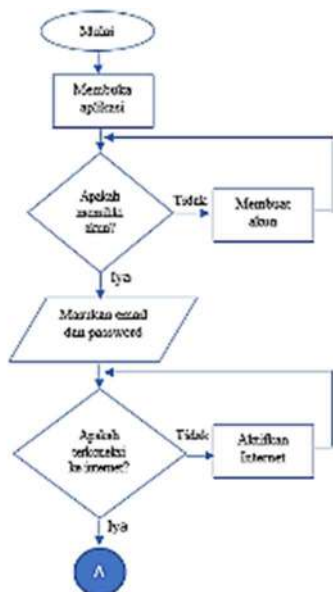 Mulai
Membuka
aplikasi
Apakah
memiliki
akun?
Tidak
Membuat
akun
Iya
Masukan email
dan password
Apakah
terkoneksi
ke internet?
Tidak
Aktifkan
Internet
Iya
A